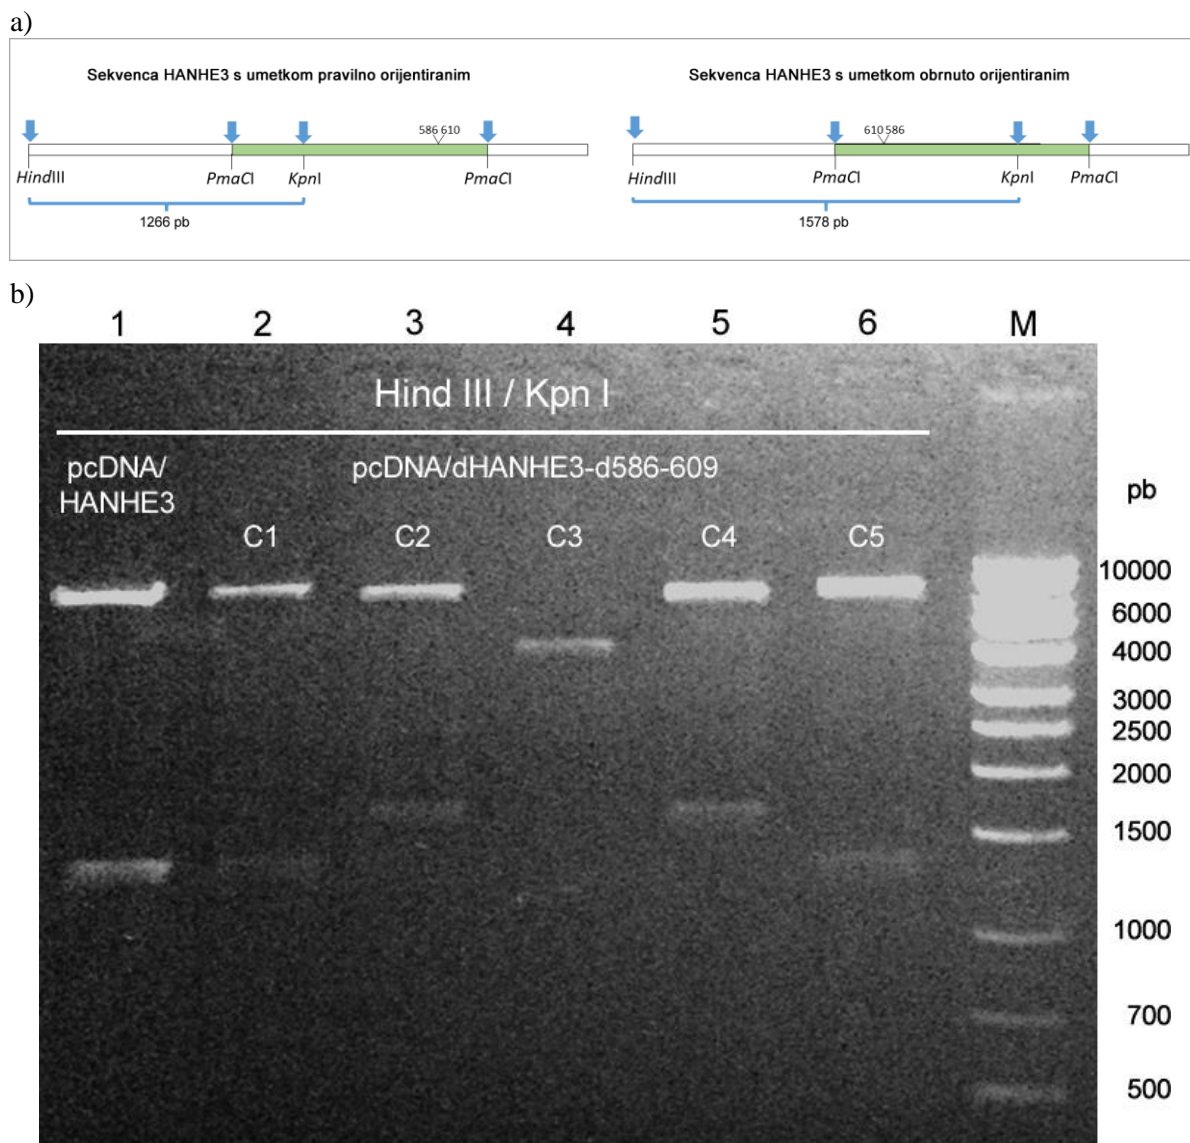 a)
Sekvenca HANHE3 s umetkom pravilno orijentiranim
Sekvenca HANHE3 s umetkom obrnuto orijentiranim
586 610
610 586
HindIII
PmaCI
KpnI
PmaCI
HindIII
PmaCI
KpnI
PmaCI
1266 pb
1578 pb
b)
1 2 3 4 5 6 M
Hind III / Kpn I
pcDNA/
HANHE3
pcDNA/dHANHE3-d586-609
C1 C2 C3 C4 C5
pb
10000
6000
4000
3000
2500
2000
1500
1000
700
500